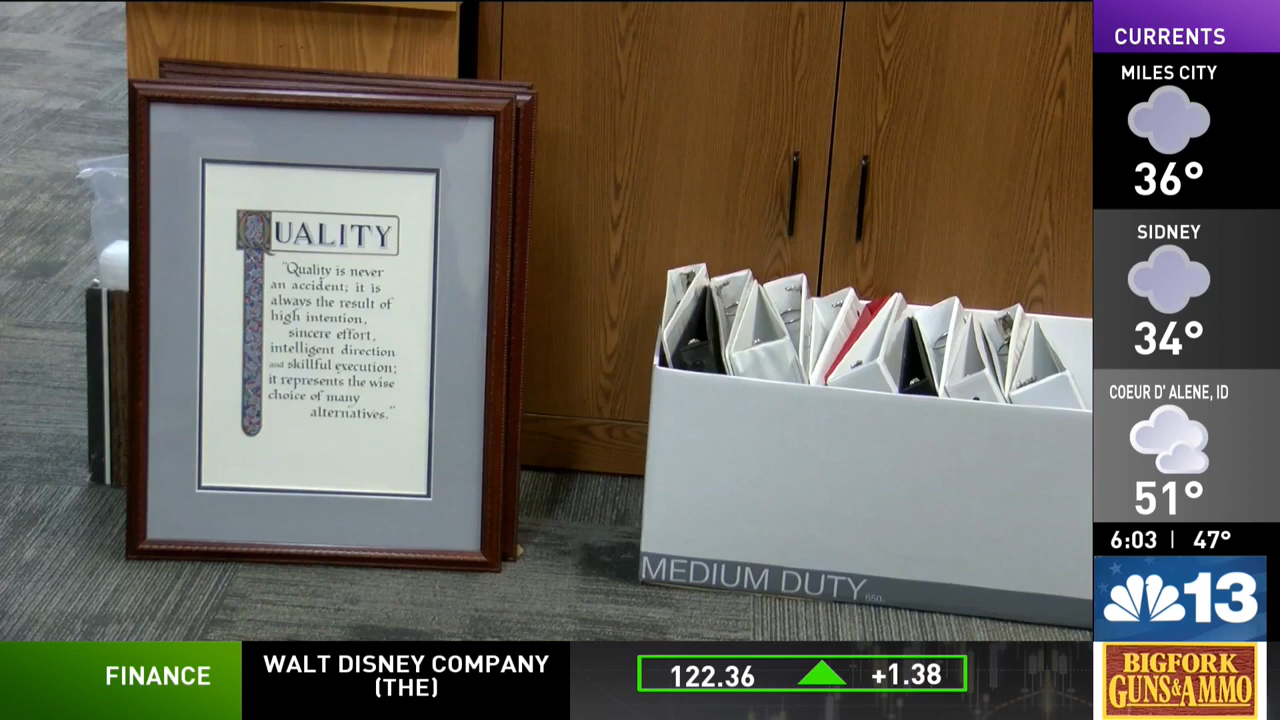 QUALITY
"Quality is never
an accident; it is
always the result of
high intention,
sincere effort,
intelligent direction
and skillful execution;
it represents the wise
choice of many
alternatives."
MEDIUM DUTY
650
CURRENTS
MILES CITY
36°
SIDNEY
34°
COEUR D' ALENE, ID
51°
6:03 | 47°
13
BIGFORK
GUNS&AMMO
FINANCE
WALT DISNEY COMPANY
(THE)
122.36
+1.38